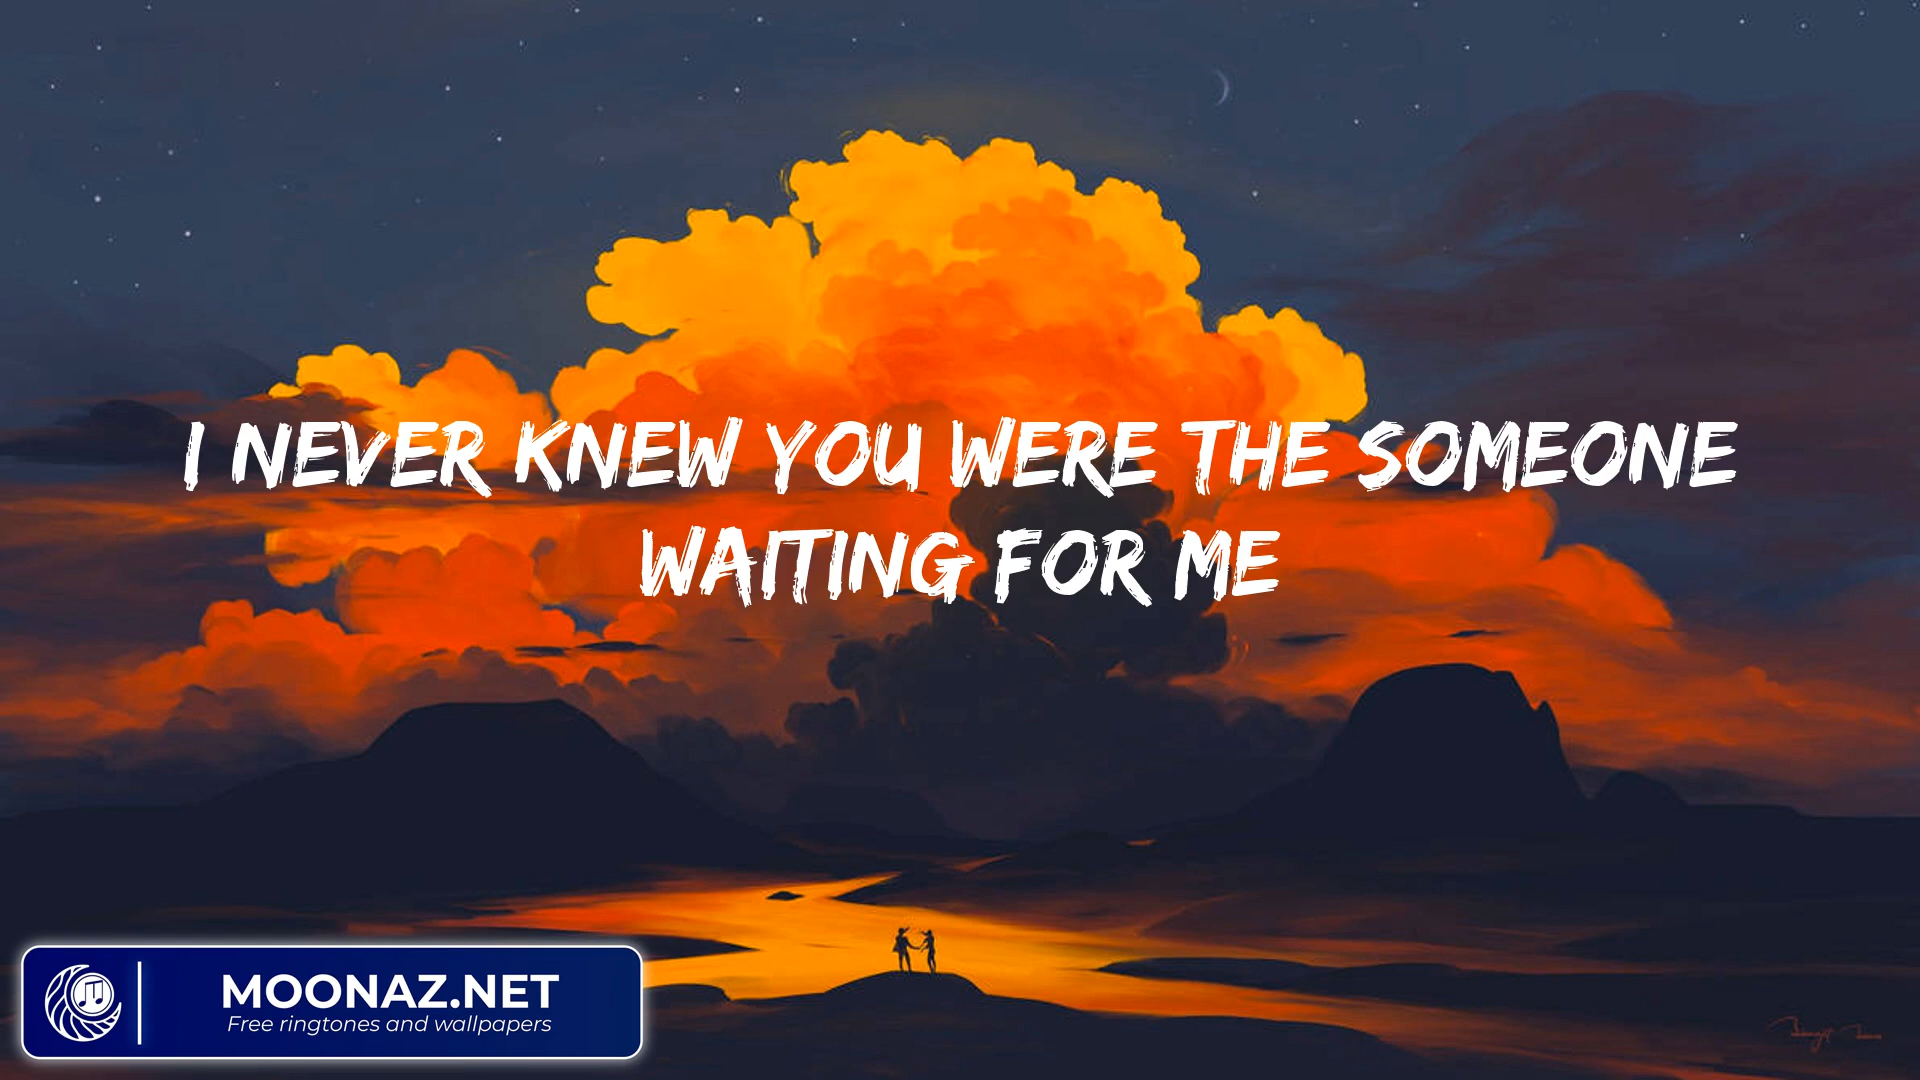 I NEVER KNEW YOU WERE THE SOMEONE
WAITING FOR ME
MOONAZ.NET
Free ringtones and wallpapers